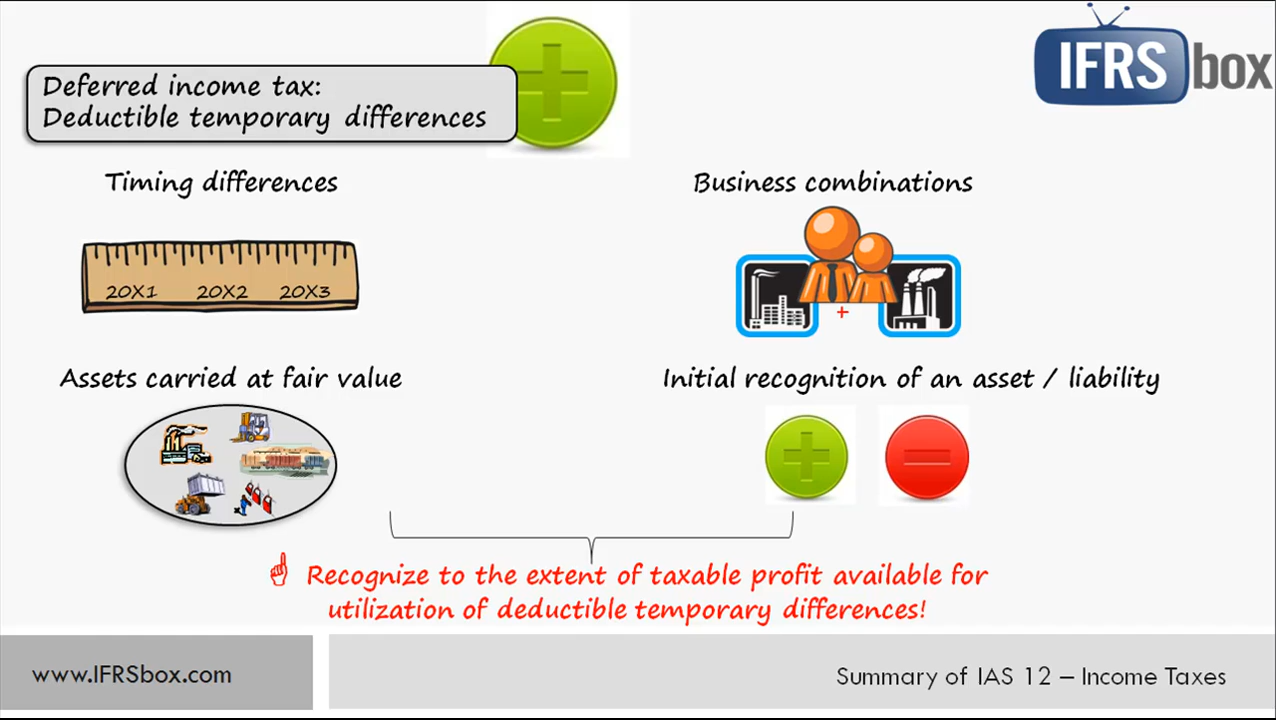 IFRS box
Deferred income tax:
Deductible temporary differences
Timing differences
Business combinations
20X1 20X2 20X3
+
Assets carried at fair value
Initial recognition of an asset / liability
Recognize to the extent of taxable profit available for
utilization of deductible temporary differences!
www.IFRSbox.com
Summary of IAS 12 – Income Taxes